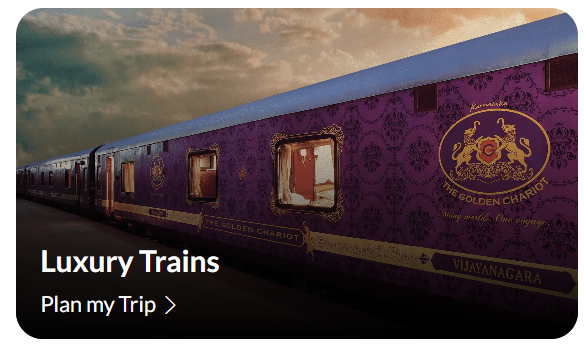 Karnataka
THE GOLDEN CHARIOT
Many worlds. One voyage.
THE GOLDEN CHARIOT
VIJAYANAGARA
Luxury Trains
Plan my Trip